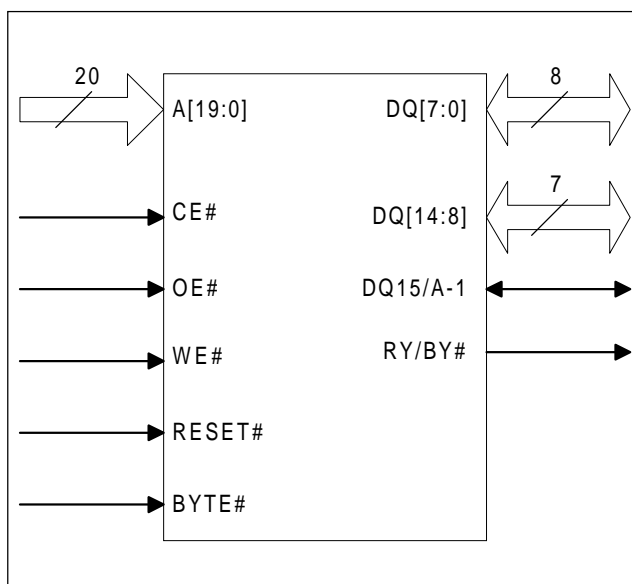 20
8
A[19:0]
DQ[7:0]
7
CE#
DQ[14:8]
OE#
DQ15/A-1
WE#
RY/BY#
RESET#
BYTE#